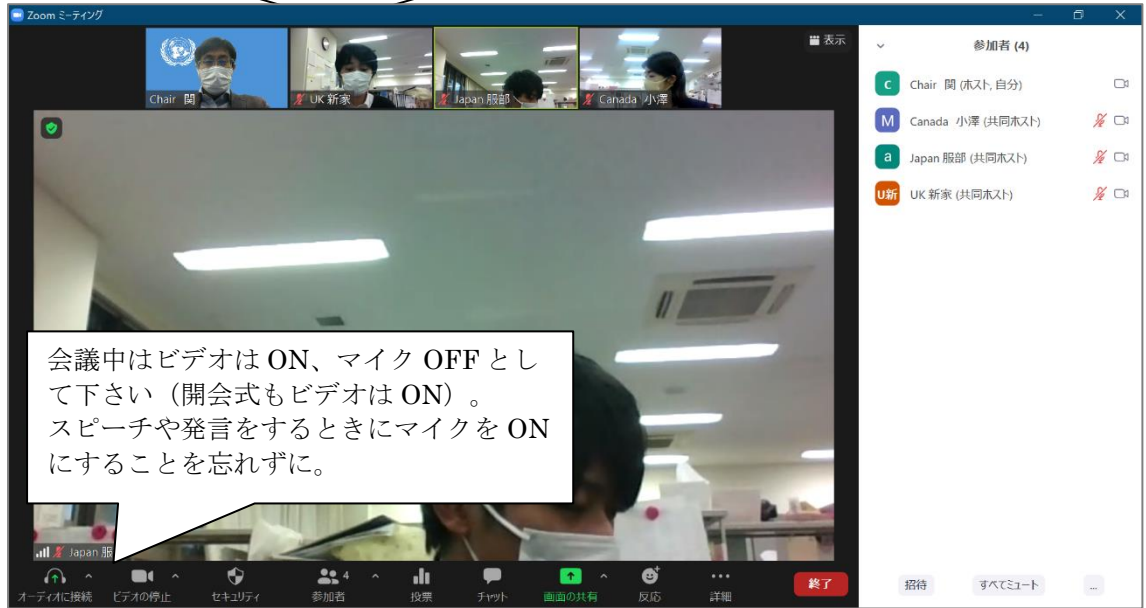 Zoom ミーティング
表示
Chair 関
UK 新家
Japan 服部
Canada 小澤
参加者 (4)
C Chair 関 (ホスト, 自分)
M Canada 小澤 (共同ホスト)
a Japan 服部 (共同ホスト)
U新 UK 新家 (共同ホスト)
会議中はビデオは ON、マイク OFF とし
て下さい（開会式もビデオは ON）。
スピーチや発言をするときにマイクを ON
にすることを忘れずに。
Japan 服
オーディオに接続 ビデオの停止 セキュリティ 参加者 4 投票 チャット 画面の共有 反応 詳細 終了
招待 すべてミュート ...